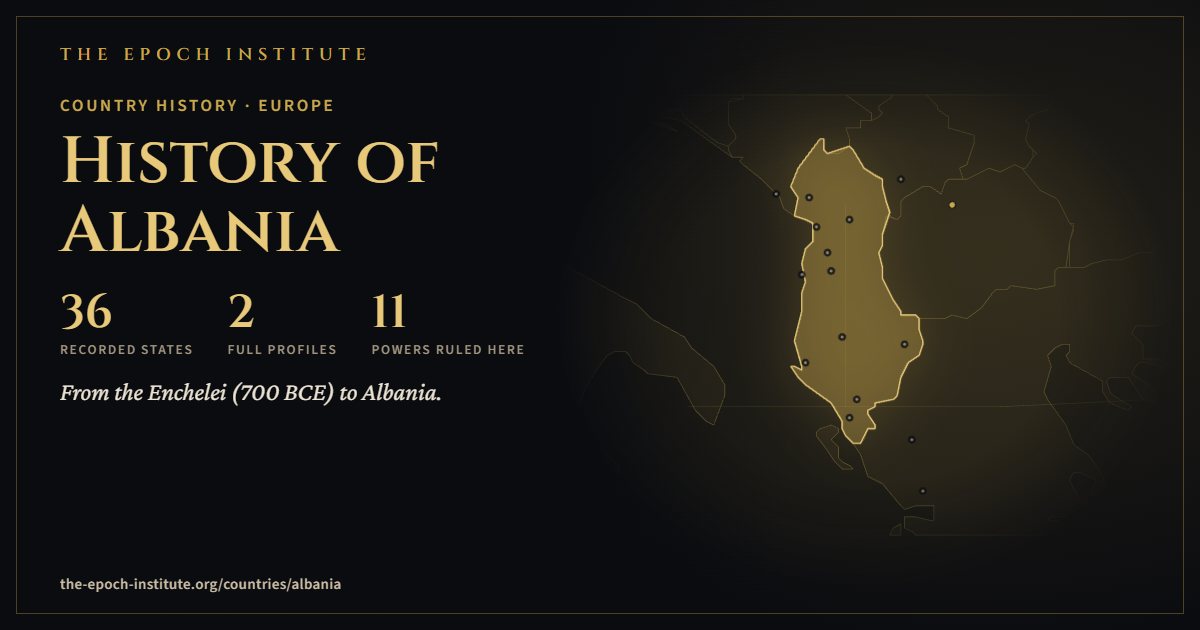 THE EPOCH INSTITUTE
COUNTRY HISTORY · EUROPE
HISTORY OF
ALBANIA
36 2 11
RECORDED STATES FULL PROFILES POWERS RULED HERE
From the Enchelei (700 BCE) to Albania.
the-epoch-institute.org/countries/albania